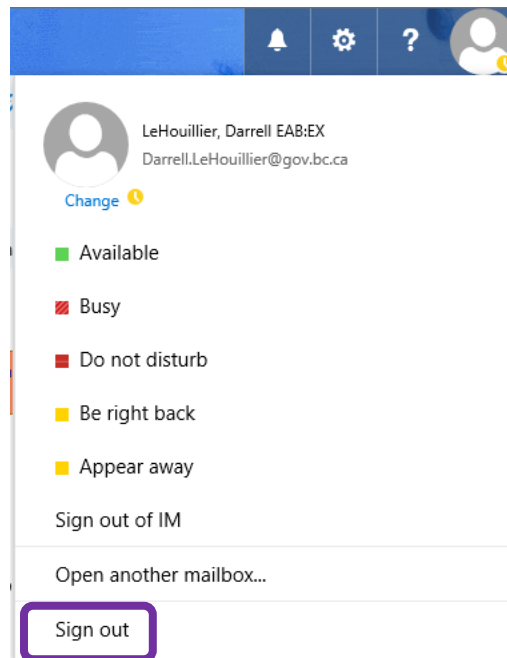 ?
LeHouillier, Darrell EAB:EX
Darrell.LeHouillier@gov.bc.ca
Change
Available
Busy
Do not disturb
Be right back
Appear away
Sign out of IM
Open another mailbox...
Sign out